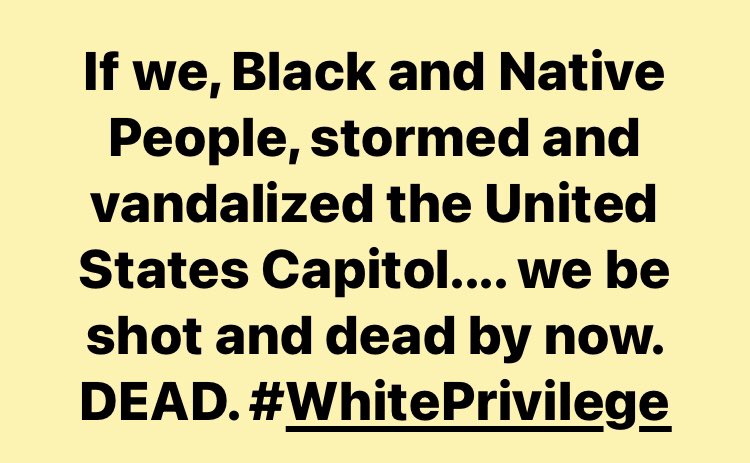 If we, Black and Native
People, stormed and
vandalized the United
States Capitol.... we be
shot and dead by now.
DEAD. #WhitePrivilege